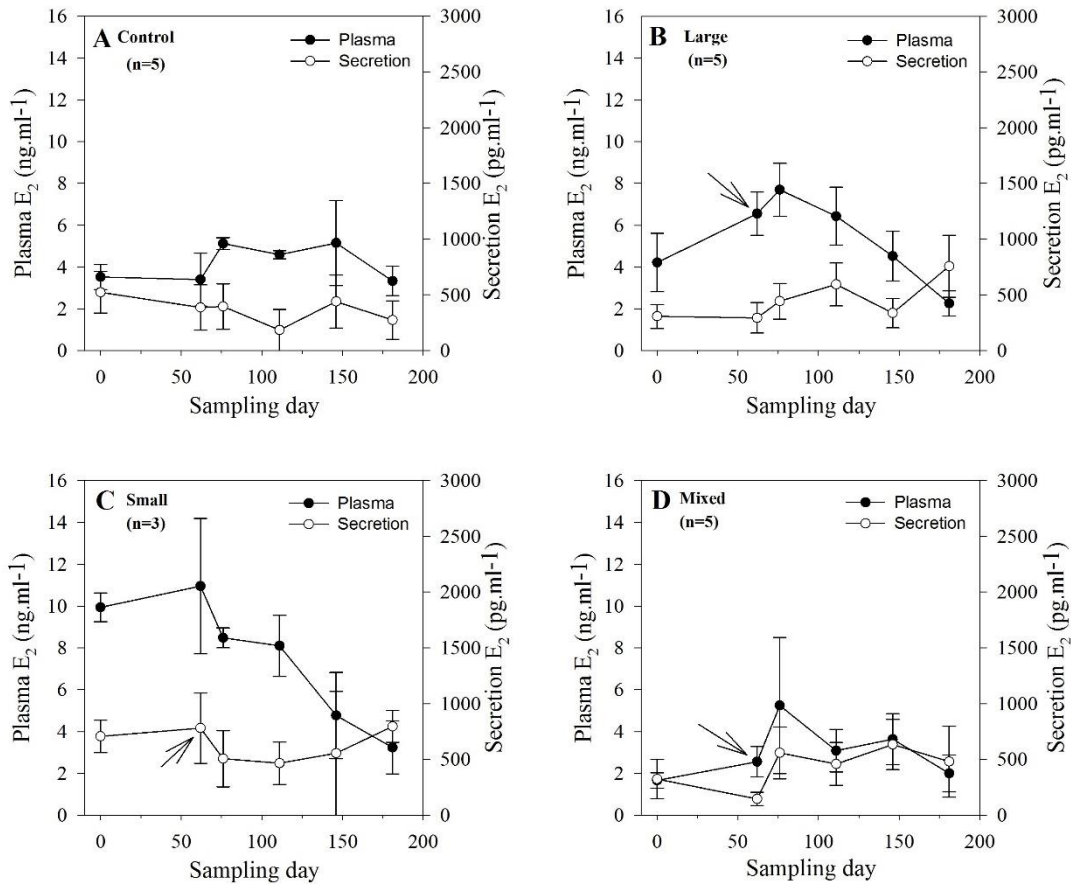 A Control
(n=5)
Plasma
Secretion
16
14
12
10
8
6
4
2
0
3000
2500
2000
1500
1000
500
0
Plasma E2 (ng.ml-1)
Secretion E2 (pg.ml-1)
0 50 100 150 200
Sampling day
B Large
(n=5)
Plasma
Secretion
16
14
12
10
8
6
4
2
0
3000
2500
2000
1500
1000
500
0
Plasma E2 (ng.ml-1)
Secretion E2 (pg.ml-1)
0 50 100 150 200
Sampling day
C Small
(n=3)
Plasma
Secretion
16
14
12
10
8
6
4
2
0
3000
2500
2000
1500
1000
500
0
Plasma E2 (ng.ml-1)
Secretion E2 (pg.ml-1)
0 50 100 150 200
Sampling day
D Mixed
(n=5)
Plasma
Secretion
16
14
12
10
8
6
4
2
0
3000
2500
2000
1500
1000
500
0
Plasma E2 (ng.ml-1)
Secretion E2 (pg.ml-1)
0 50 100 150 200
Sampling day